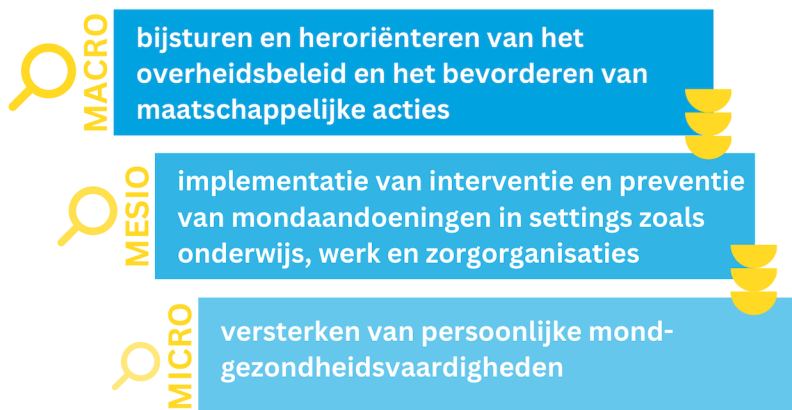 MACRO
bijsturen en heroriënteren van het
overheidsbeleid en het bevorderen van
maatschappelijke acties
MESIO
implementatie van interventie en preventie
van mondaandoeningen in settings zoals
onderwijs, werk en zorgorganisaties
MICRO
versterken van persoonlijke mond-
gezondheidsvaardigheden